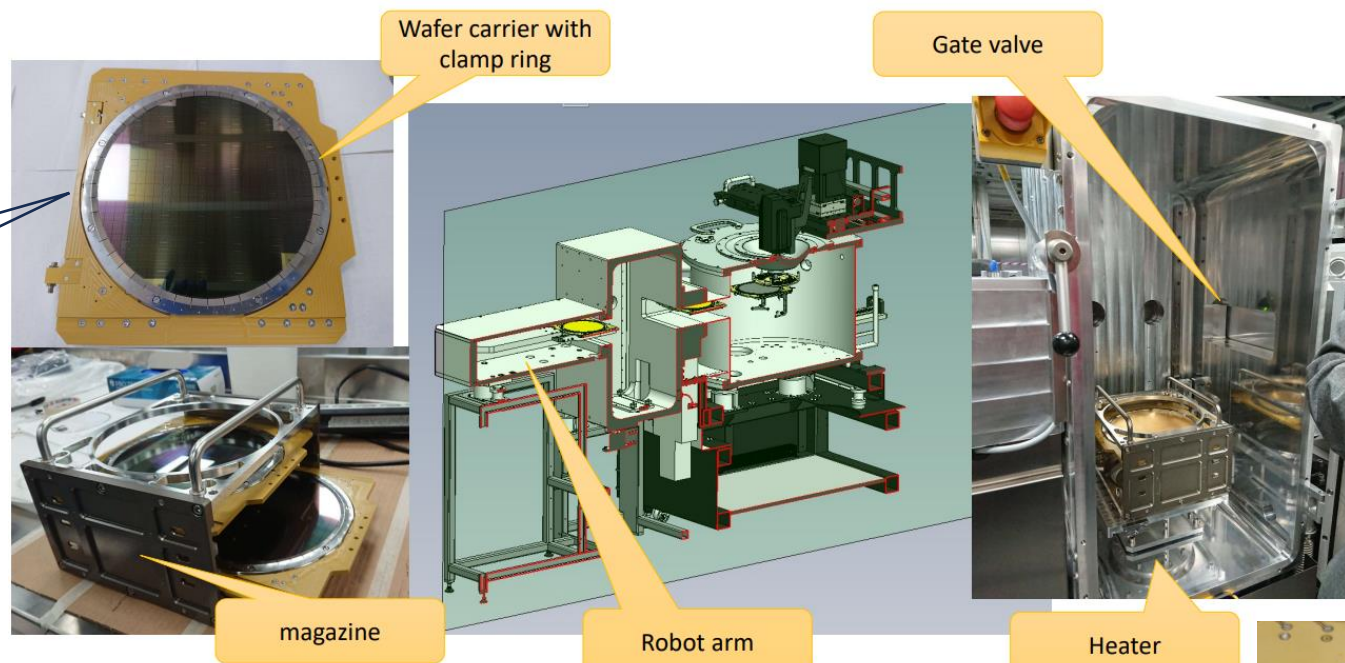 Wafer carrier with
clamp ring
Gate valve
magazine
Robot arm
Heater